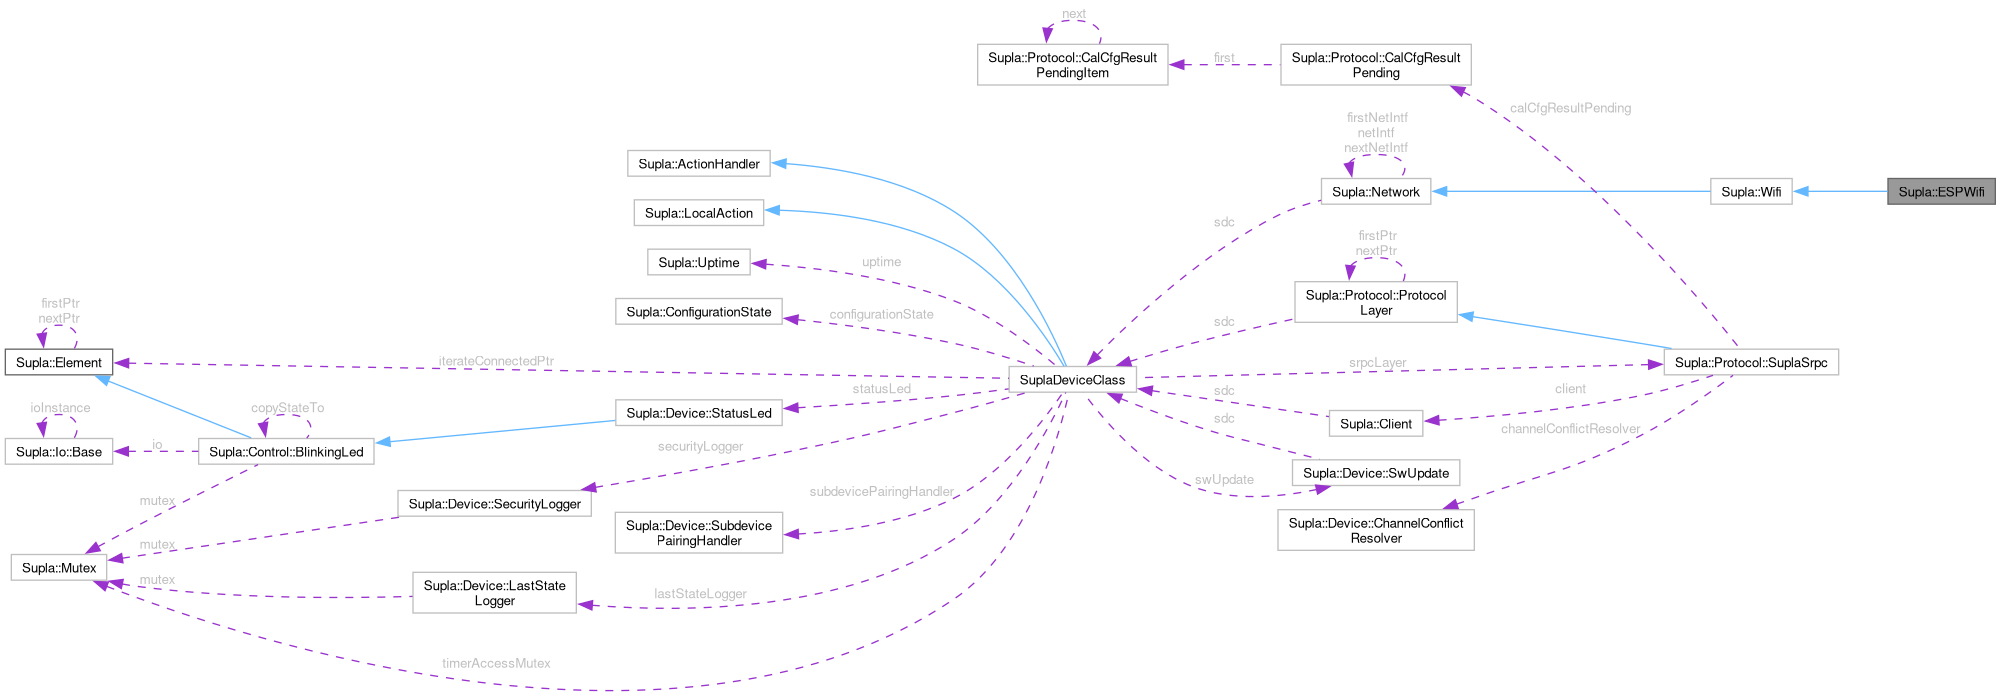 next
Supla::Protocol::CalCfgResult
PendingItem
first
Supla::Protocol::CalCfgResult
Pending
calCfgResultPending
firstNetIntf
netIntf
nextNetIntf
Supla::ActionHandler
Supla::Network
Supla::Wifi
Supla::ESPWifi
Supla::LocalAction
sdc
firstPtr
nextPtr
Supla::Uptime
uptime
Supla::Protocol::Protocol
Layer
firstPtr
nextPtr
Supla::ConfigurationState
configurationState
sdc
Supla::Element
iterateConnectedPtr
SuplaDeviceClass
srpcLayer
Supla::Protocol::SuplaSrpc
statusLed
sdc
client
ioInstance
copyStateTo
Supla::Device::StatusLed
sdc
Supla::Client
channelConflictResolver
Supla::Io::Base
io
Supla::Control::BlinkingLed
securityLogger
Supla::Device::SwUpdate
swUpdate
mutex
Supla::Device::SecurityLogger
subdevicePairingHandler
Supla::Device::Subdevice
PairingHandler
Supla::Device::ChannelConflict
Resolver
mutex
Supla::Mutex
mutex
Supla::Device::LastState
Logger
lastStateLogger
timerAccessMutex